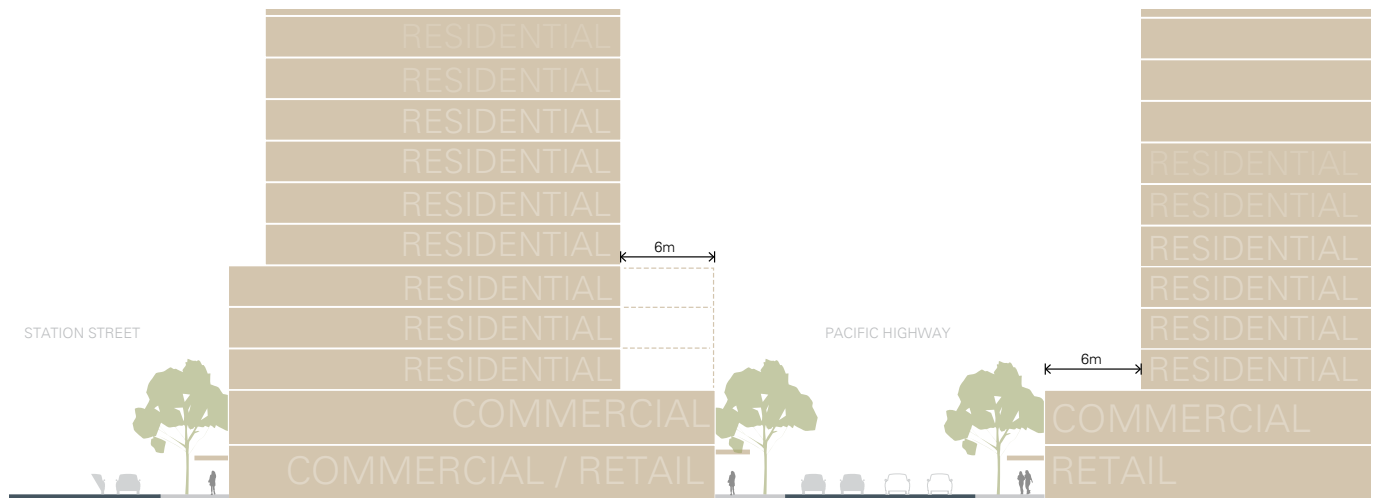 RESIDENTIAL
RESIDENTIAL
RESIDENTIAL
RESIDENTIAL
RESIDENTIAL
RESIDENTIAL
6m
RESIDENTIAL
RESIDENTIAL
RESIDENTIAL
COMMERCIAL
COMMERCIAL / RETAIL
STATION STREET
PACIFIC HIGHWAY
RESIDENTIAL
RESIDENTIAL
RESIDENTIAL
RESIDENTIAL
RESIDENTIAL
RESIDENTIAL
6m
COMMERCIAL
RETAIL